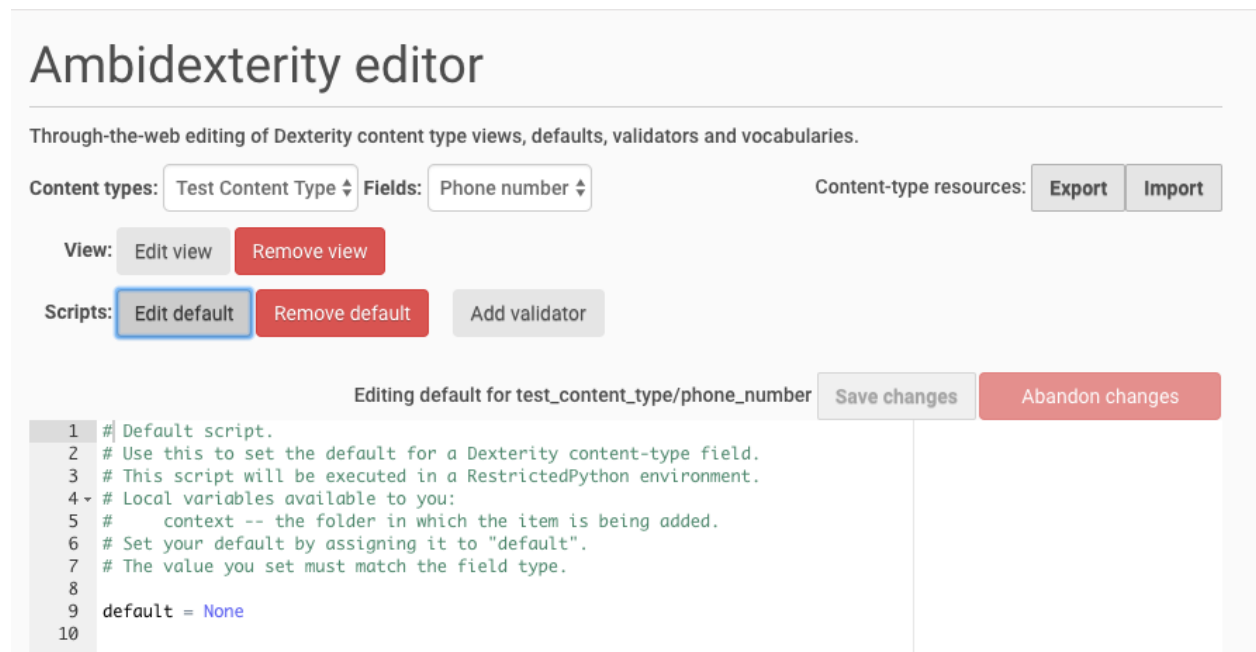 Ambidexterity editor
Through-the-web editing of Dexterity content type views, defaults, validators and vocabularies.
Content types: Test Content Type Fields: Phone number Content-type resources: Export Import
View: Edit view Remove view
Scripts: Edit default Remove default Add validator
Editing default for test_content_type/phone_number Save changes Abandon changes
1 # Default script.
2 # Use this to set the default for a Dexterity content-type field.
3 # This script will be executed in a RestrictedPython environment.
4 # Local variables available to you:
5 #     context -- the folder in which the item is being added.
6 # Set your default by assigning it to "default".
7 # The value you set must match the field type.
8
9 default = None
10